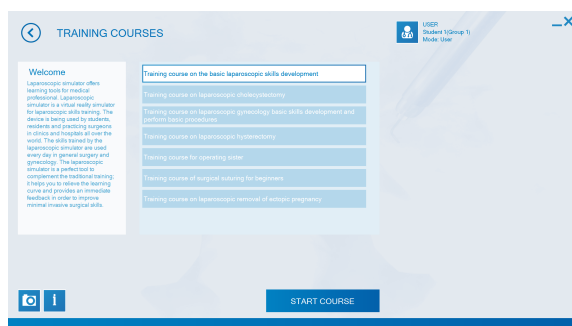 TRAINING COURSES
USER
Student 1(Group 1)
Mode: User
Welcome
Laparoscopic simulator offers
learning tools for medical
professional. Laparoscopic
simulator is a virtual reality simulator
for laparoscopic skills training. The
device is being used by students,
residents and practicing surgeons
in clinics and hospitals all over the
world. The skills trained by the
laparoscopic simulator are used
every day in general surgery and
gynecology. The laparoscopic
simulator is a perfect tool to
complement the traditional training;
it helps you to relieve the learning
curve and provides an immediate
feedback in order to improve
minimal invasive surgical skills.
Training course on the basic laparoscopic skills development
Training course on laparoscopic cholecystectomy
Training course on laparoscopic gynecology basic skills development and
perform basic procedures
Training course on laparoscopic hysterectomy
Training course for operating sister
Training course of surgical suturing for beginners
Training course on laparoscopic removal of ectopic pregnancy
i
START COURSE